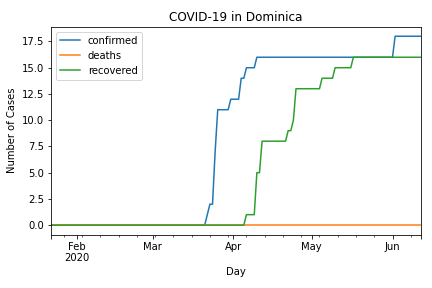 COVID-19 in Dominica
confirmed
deaths
recovered
Number of Cases
17.5
15.0
12.5
10.0
7.5
5.0
2.5
0.0
Feb
2020
Mar
Apr
May
Jun
Day